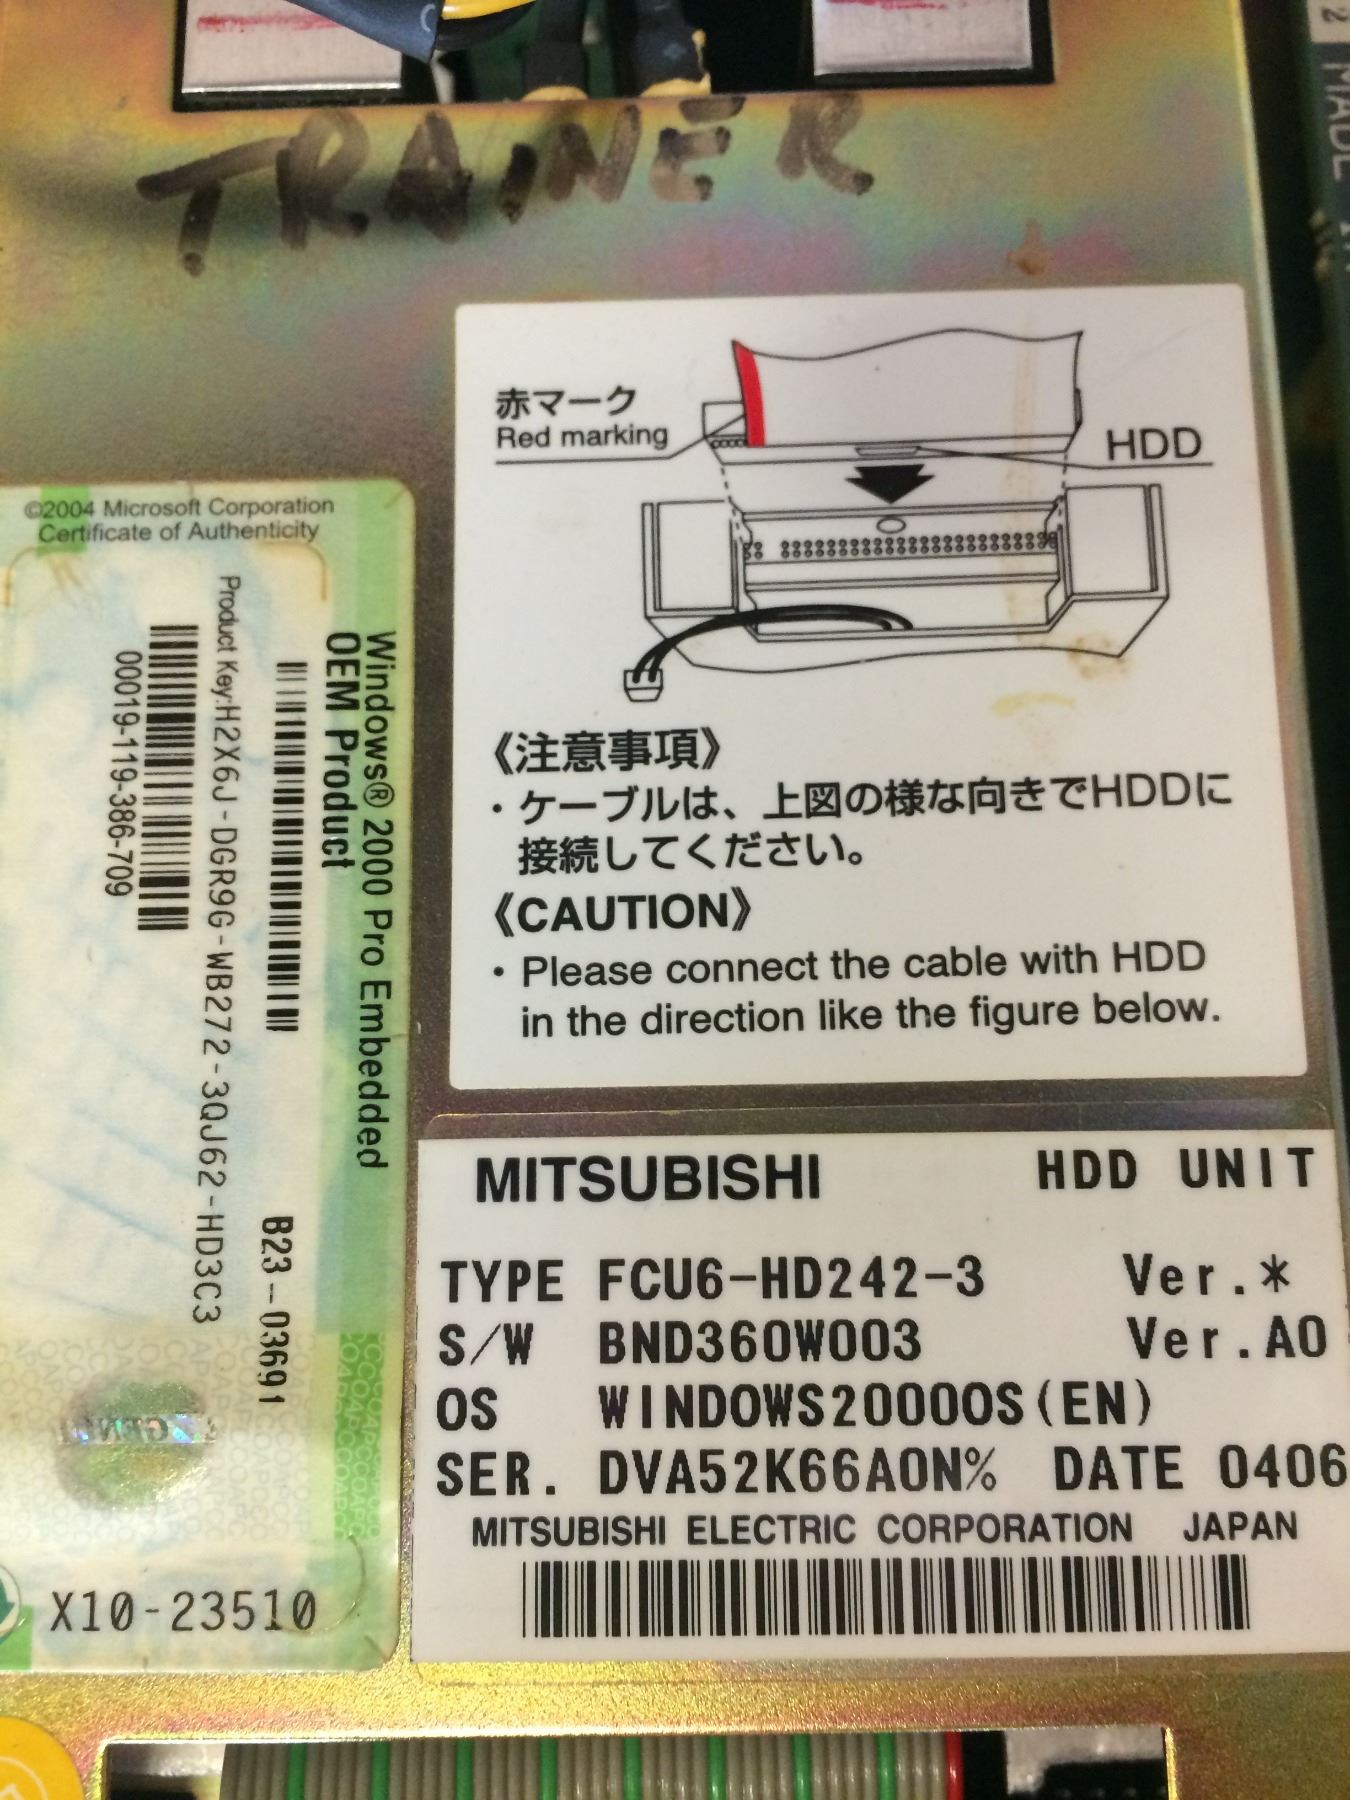 TRAINER
MADE
赤マーク
Red marking
HDD
《注意事項》
・ケーブルは、上図の様な向きでHDDに
接続してください。
《CAUTION》
・Please connect the cable with HDD
in the direction like the figure below.
©2004 Microsoft Corporation
Certificate of Authenticity
Windows® 2000 Pro Embedded
OEM Product
B23-03691
Product Key:H2X6J-DGR9G-WB272-3QJ62-HD3C3
00019-119-386-709
X10-23510
MITSUBISHI HDD UNIT
TYPE FCU6-HD242-3 Ver.*
S/W BND360W003 Ver.A0
OS WINDOWS2000OS(EN)
SER. DVA52K66A0N% DATE 0406
MITSUBISHI ELECTRIC CORPORATION JAPAN